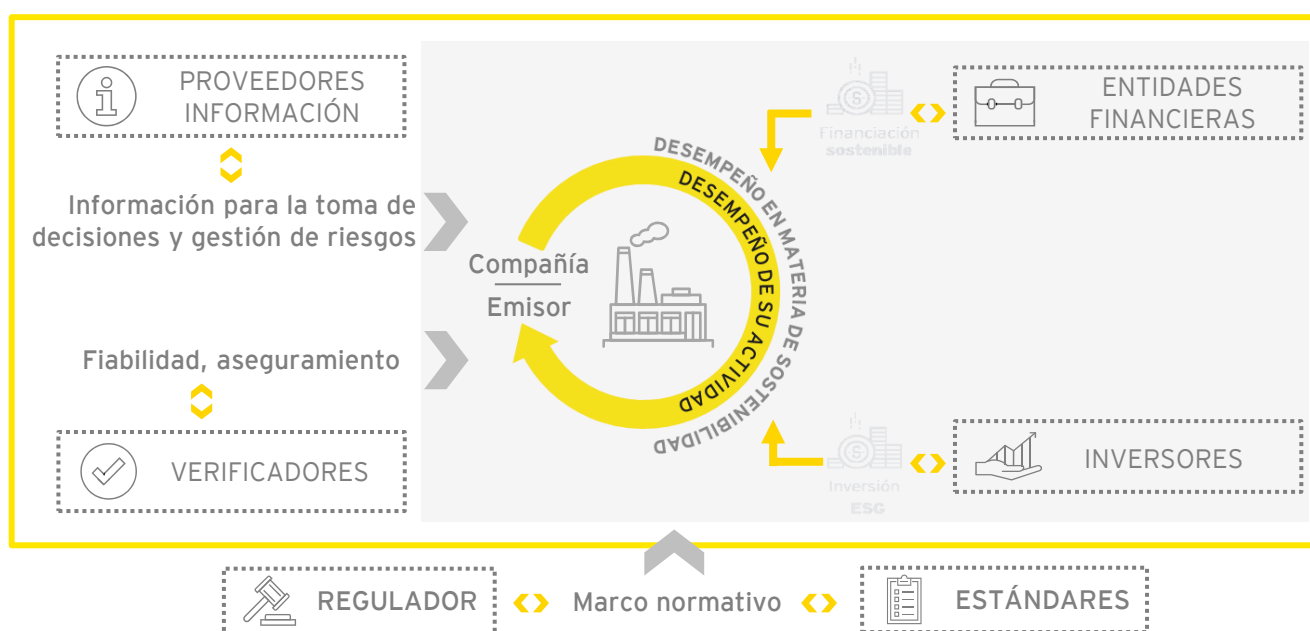 PROVEEDORES
INFORMACIÓN
Información para la toma de
decisiones y gestión de riesgos
Fiabilidad, aseguramiento
VERIFICADORES
Compañía
Emisor
DESEMPEÑO EN MATERIA DE SOSTENIBILIDAD
DESEMPEÑO DE SU ACTIVIDAD
Financiación
sostenible
ENTIDADES
FINANCIERAS
Inversión
ESG
INVERSORES
REGULADOR
Marco normativo
ESTÁNDARES